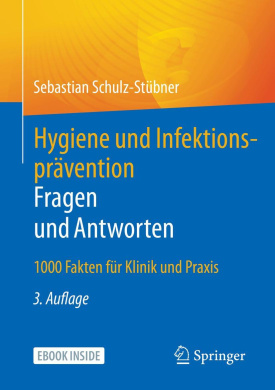 Sebastian Schulz-Stübner
Hygiene und Infektions-
prävention
Fragen
und Antworten
1000 Fakten für Klinik und Praxis
3. Auflage
EBOOK INSIDE
Springer